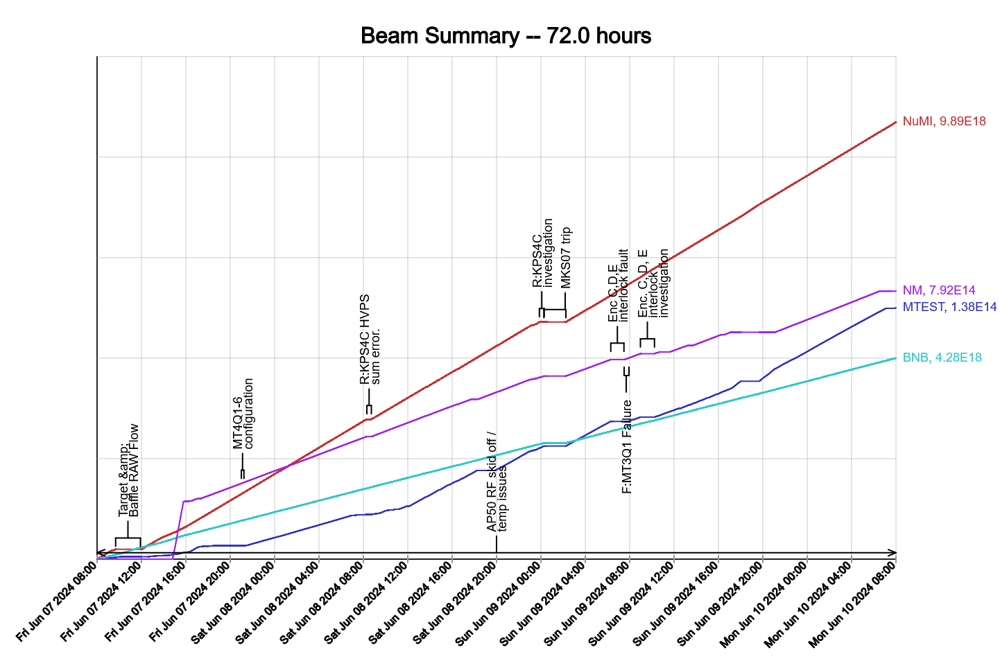 Beam Summary -- 72.0 hours
NuMI, 9.89E18
NM, 7.92E14
MTEST, 1.38E14
BNB, 4.28E18
Target &amp;
Baffle RAW Flow
MT4Q1-6
configuration
R:KPS4C HVPS
sum error.
AP50 RF skid off /
temp issues
R:KPS4C
investigation
MKS07 trip
Enc C,D,E
interlock fault
F:MT3Q1 Failure
Enc. C, D, E
interlock
investigation
Fri Jun 07 2024 08:00
Fri Jun 07 2024 12:00
Fri Jun 07 2024 16:00
Fri Jun 07 2024 20:00
Sat Jun 08 2024 00:00
Sat Jun 08 2024 04:00
Sat Jun 08 2024 08:00
Sat Jun 08 2024 12:00
Sat Jun 08 2024 16:00
Sat Jun 08 2024 20:00
Sun Jun 09 2024 00:00
Sun Jun 09 2024 04:00
Sun Jun 09 2024 08:00
Sun Jun 09 2024 12:00
Sun Jun 09 2024 16:00
Sun Jun 09 2024 20:00
Mon Jun 10 2024 00:00
Mon Jun 10 2024 04:00
Mon Jun 10 2024 08:00